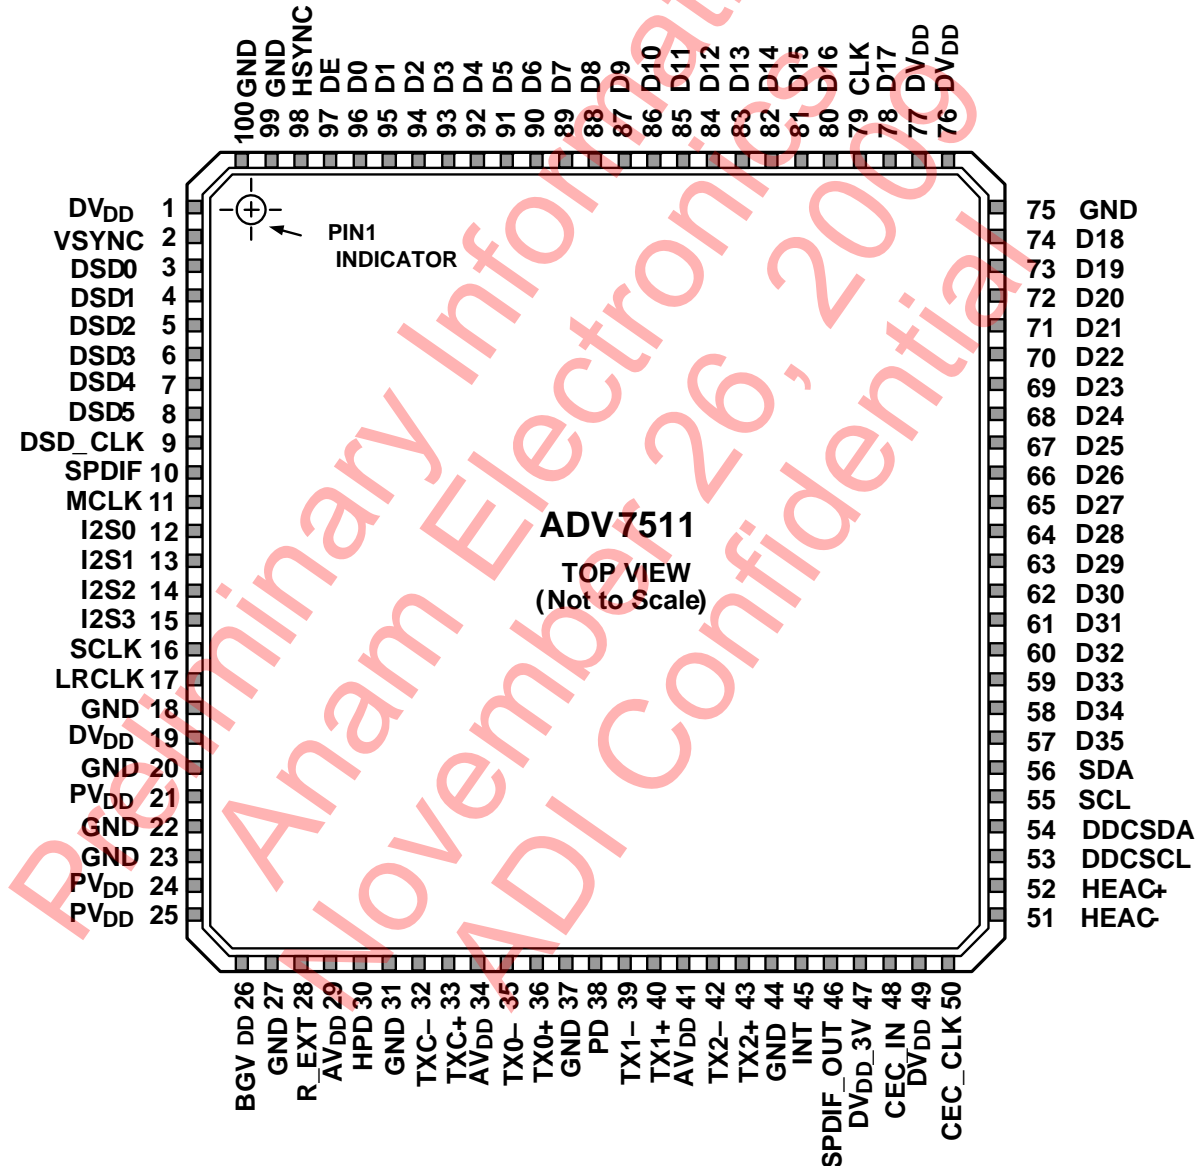 100 GND
99 GND
98 HSYNC
97 DE
96 D0
95 D1
94 D2
93 D3
92 D4
91 D5
90 D6
89 D7
88 D8
87 D9
86 D10
85 D11
84 D12
83 D13
82 D14
81 D15
80 D16
79 CLK
78 D17
77 DVDD
76 DVDD
DVDD 1
VSYNC 2
DSD0 3
DSD1 4
DSD2 5
DSD3 6
DSD4 7
DSD5 8
DSD_CLK 9
SPDIF 10
MCLK 11
I2S0 12
I2S1 13
I2S2 14
I2S3 15
SCLK 16
LRCLK 17
GND 18
DVDD 19
GND 20
PVDD 21
GND 22
GND 23
PVDD 24
PVDD 25
PIN1
INDICATOR
ADV7511
TOP VIEW
(Not to Scale)
75 GND
74 D18
73 D19
72 D20
71 D21
70 D22
69 D23
68 D24
67 D25
66 D26
65 D27
64 D28
63 D29
62 D30
61 D31
60 D32
59 D33
58 D34
57 D35
56 SDA
55 SCL
54 DDCSDA
53 DDCSCL
52 HEAC+
51 HEAC-
BGVDD 26
GND 27
R_EXT 28
AVDD 29
HPD 30
GND 31
TXC– 32
TXC+ 33
AVDD 34
TX0– 35
TX0+ 36
GND 37
PD 38
TX1– 39
TX1+ 40
AVDD 41
TX2– 42
TX2+ 43
GND 44
INT 45
SPDIF_OUT 46
DVDD_3V 47
CEC_IN 48
DVDD 49
CEC_CLK 50
Preliminary Informati
Anam Electronics
November 26, 2009
ADI Confidential